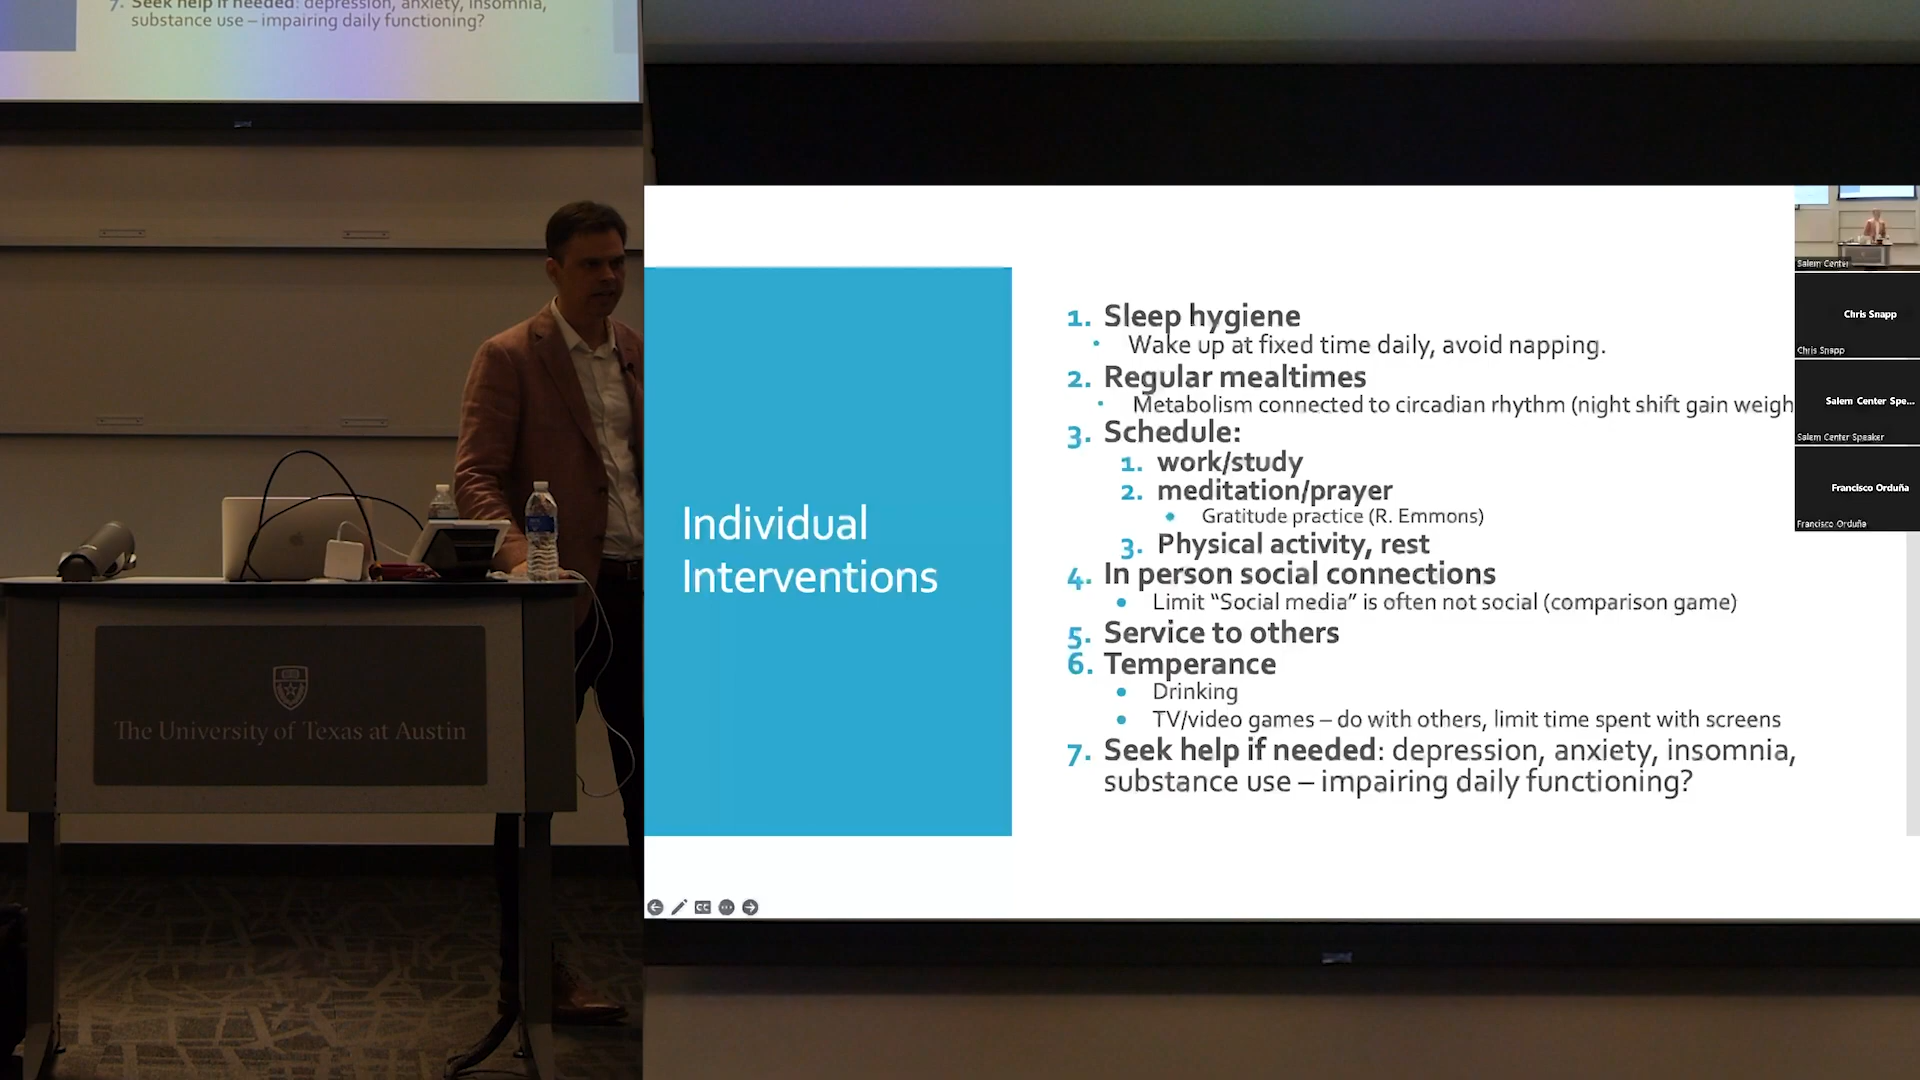 7. Seek help if needed: depression, anxiety, insomnia,
substance use – impairing daily functioning?
The University of Texas at Austin
Individual
Interventions
1. Sleep hygiene
• Wake up at fixed time daily, avoid napping.
2. Regular mealtimes
• Metabolism connected to circadian rhythm (night shift gain weigh
3. Schedule:
1. work/study
2. meditation/prayer
• Gratitude practice (R. Emmons)
3. Physical activity, rest
4. In person social connections
• Limit “Social media” is often not social (comparison game)
5. Service to others
6. Temperance
• Drinking
• TV/video games – do with others, limit time spent with screens
7. Seek help if needed: depression, anxiety, insomnia,
substance use – impairing daily functioning?
Salem Center
Chris Snapp
Chris Snapp
Salem Center Spe...
Salem Center Speaker
Francisco Orduña
Francisco Orduña
CC